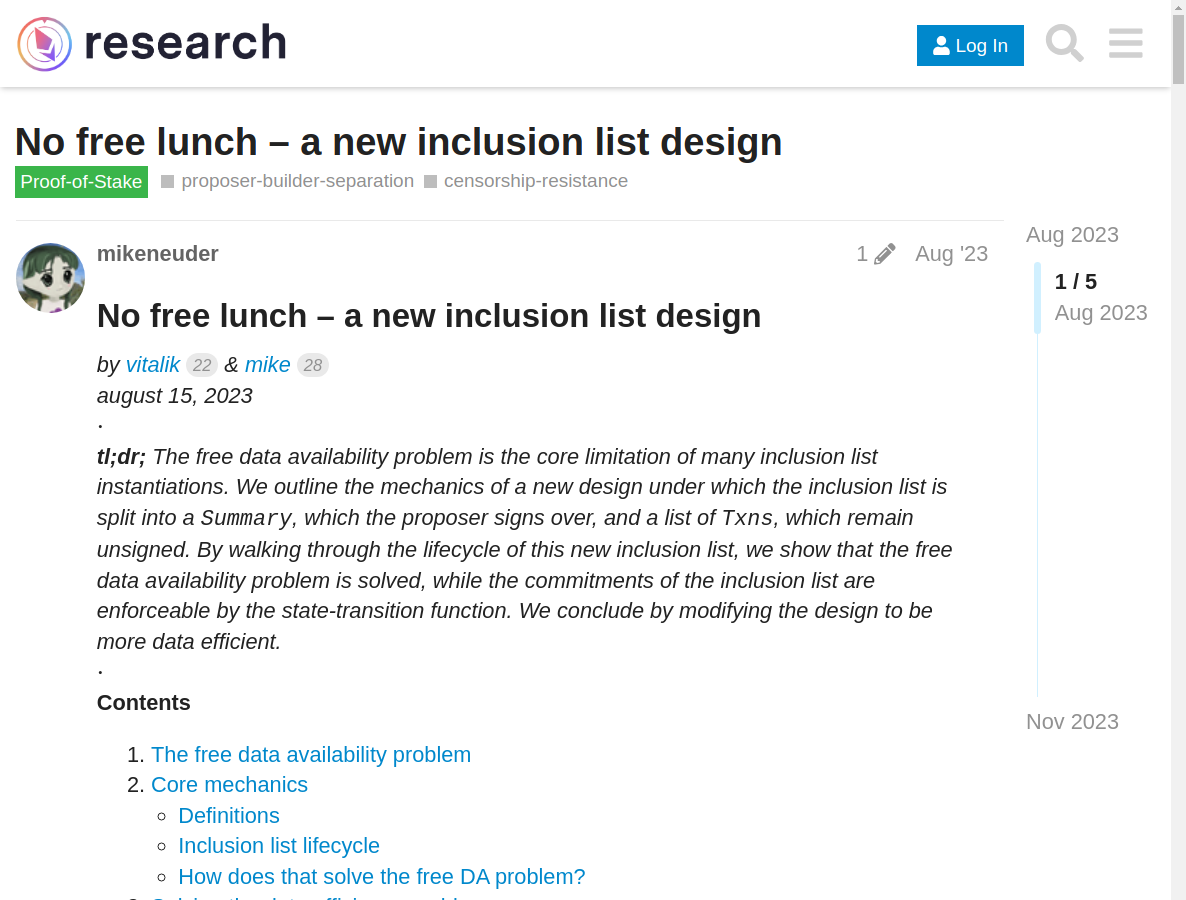 research
Log In
No free lunch – a new inclusion list design
Proof-of-Stake proposer-builder-separation censorship-resistance
Aug 2023
mikeneuder 1 Aug '23
1 / 5
Aug 2023
No free lunch – a new inclusion list design
by vitalik 22 & mike 28
august 15, 2023
·
tl;dr; The free data availability problem is the core limitation of many inclusion list
instantiations. We outline the mechanics of a new design under which the inclusion list is
split into a Summary, which the proposer signs over, and a list of Txns, which remain
unsigned. By walking through the lifecycle of this new inclusion list, we show that the free
data availability problem is solved, while the commitments of the inclusion list are
enforceable by the state-transition function. We conclude by modifying the design to be
more data efficient.
·
Contents
Nov 2023
1. The free data availability problem
2. Core mechanics
◦ Definitions
◦ Inclusion list lifecycle
◦ How does that solve the free DA problem?